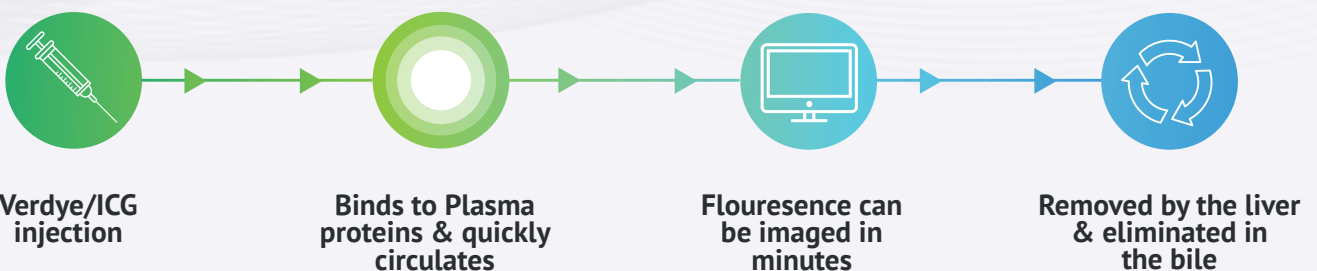 Verdye/ICG
injection
Binds to Plasma
proteins & quickly
circulates
Flouresence can
be imaged in
minutes
Removed by the liver
& eliminated in
the bile